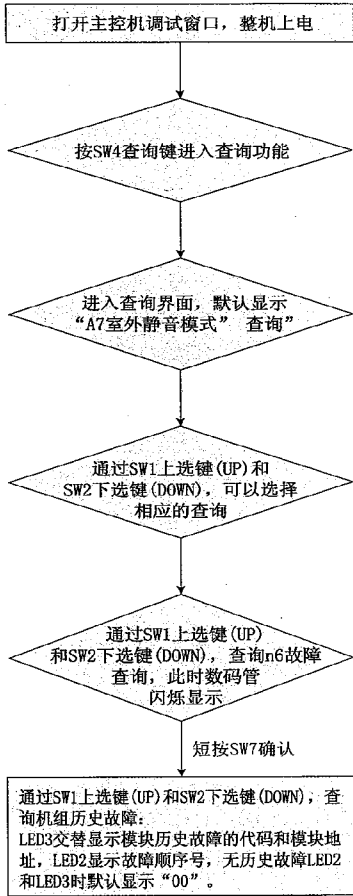 打开主控机调试窗口，整机上电
按SW4查询键进入查询功能
进入查询界面，默认显示
“A7室外静音模式” 查询”
通过SW1上选键(UP)和
SW2下选键(DOWN)，可以选择
相应的查询
通过SW1上选键(UP)
和SW2下选键(DOWN)，查询n6故障
查询，此时数码管
闪烁显示
短按SW7确认
通过SW1上选键(UP)和SW2下选键(DOWN)，查
询机组历史故障：
LED3交替显示模块历史故障的代码和模块地
址，LED2显示故障顺序号，无历史故障LED2
和LED3时默认显示“00”。